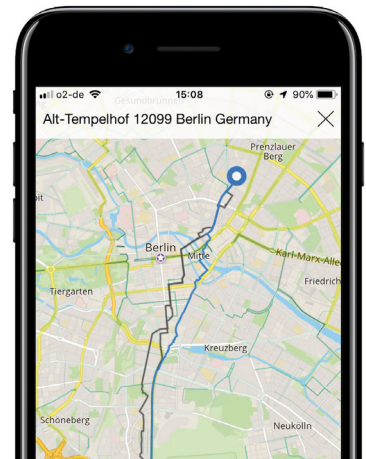 o2-de 15:08 90%
Gesundbrunnen
Alt-Tempelhof 12099 Berlin Germany
Prenzlauer
Berg
Berlin
Mitte
Karl-Marx-Alle
Tiergarten
Friedrich
Kreuzberg
Schöneberg
Neukölln